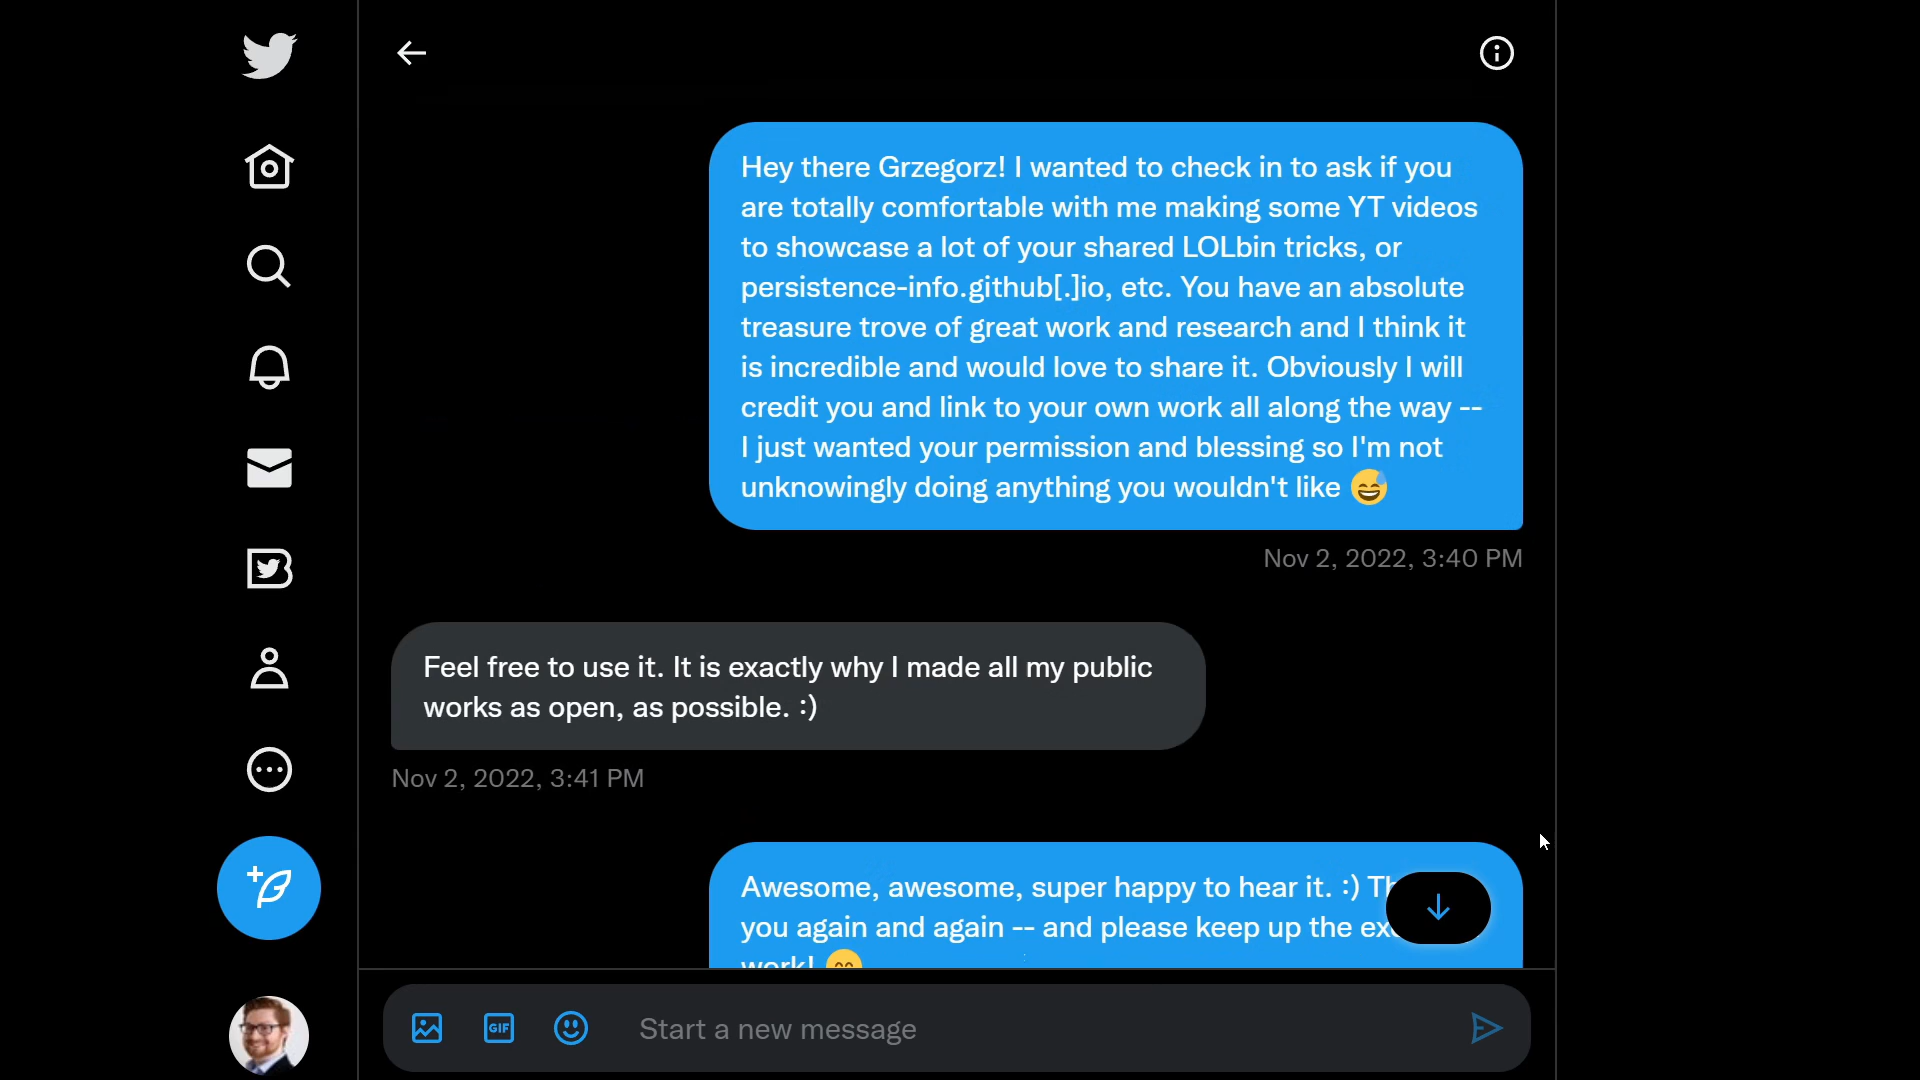 Hey there Grzegorz! I wanted to check in to ask if you
are totally comfortable with me making some YT videos
to showcase a lot of your shared LOLbin tricks, or
persistence-info.github[.]io, etc. You have an absolute
treasure trove of great work and research and I think it
is incredible and would love to share it. Obviously I will
credit you and link to your own work all along the way --
I just wanted your permission and blessing so I'm not
unknowingly doing anything you wouldn't like 😅
Nov 2, 2022, 3:40 PM
Feel free to use it. It is exactly why I made all my public
works as open, as possible. :)
Nov 2, 2022, 3:41 PM
Awesome, awesome, super happy to hear it. :)
you again and again -- and please keep up the
work!
GIF
Start a new message